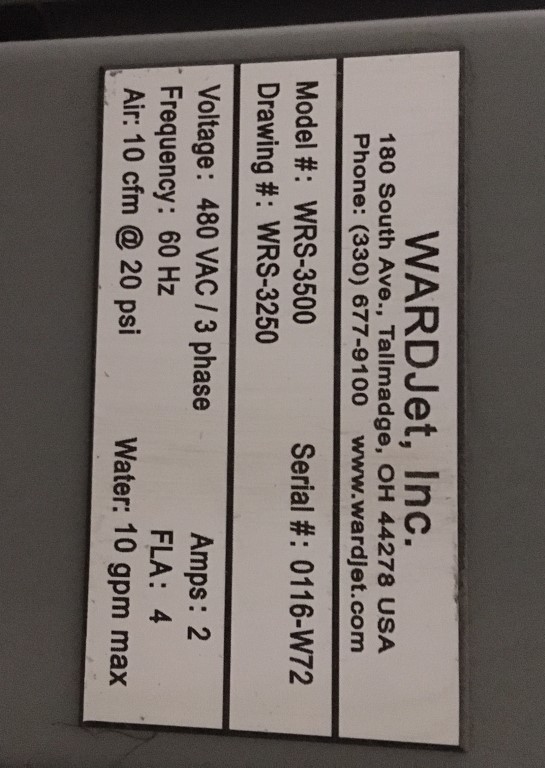 WARDJet, Inc.
180 South Ave., Tallmadge, OH 44278 USA
Phone: (330) 677-9100 www.wardjet.com
Model #: WRS-3500 Serial #: 0116-W72
Drawing #: WRS-3250
Voltage: 480 VAC / 3 phase Amps: 2
Frequency: 60 Hz FLA: 4
Air: 10 cfm @ 20 psi Water: 10 gpm max